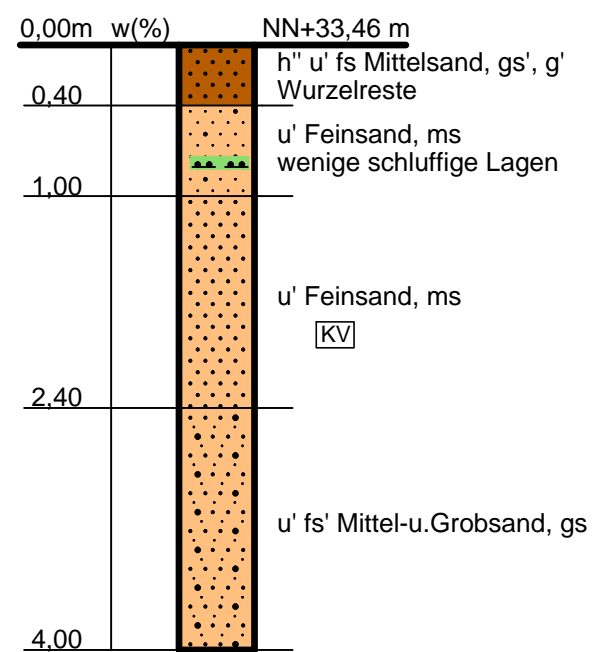 0,00m w(%) NN+33,46 m
h'' u' fs Mittelsand, gs', g'
Wurzelreste
0,40
u' Feinsand, ms
wenige schluffige Lagen
1,00
u' Feinsand, ms
KV
2,40
u' fs' Mittel-u.Grobsand, gs
4,00